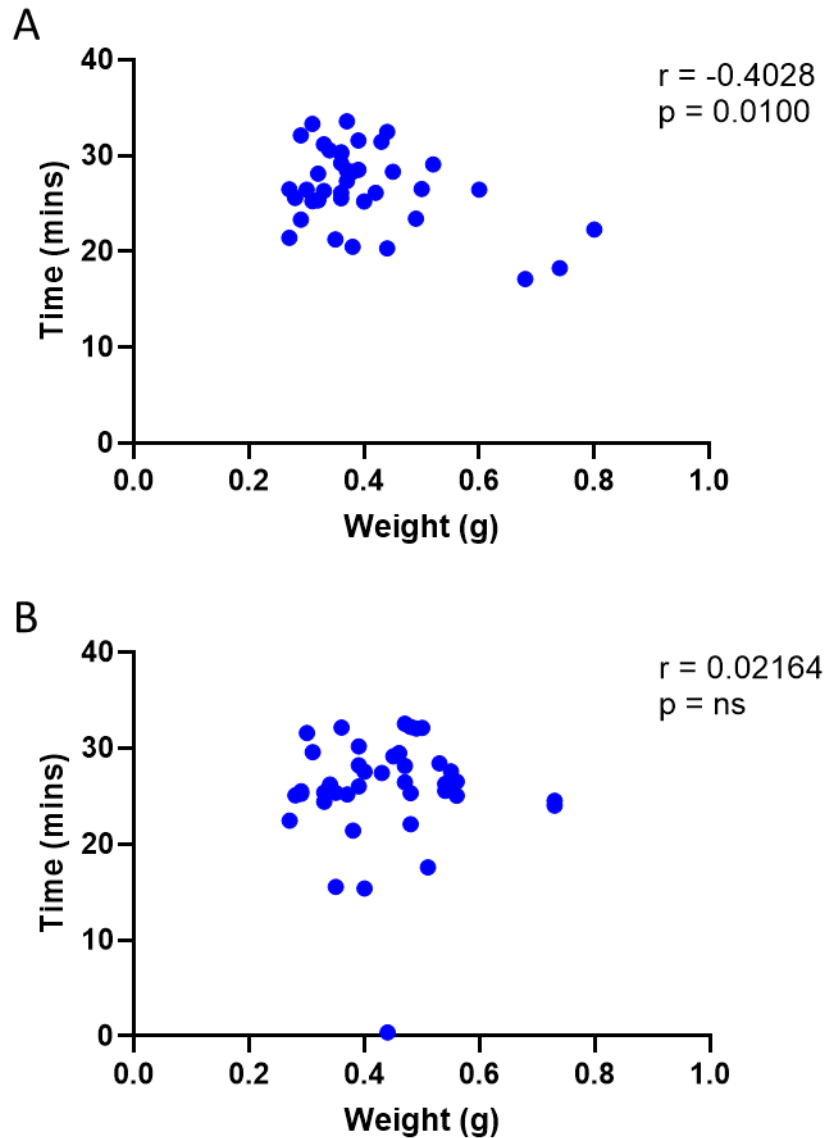 A
r = -0.4028
p = 0.0100
Time (mins)
40
30
20
10
0
0.0 0.2 0.4 0.6 0.8 1.0
Weight (g)
B
r = 0.02164
p = ns
Time (mins)
40
30
20
10
0
0.0 0.2 0.4 0.6 0.8 1.0
Weight (g)